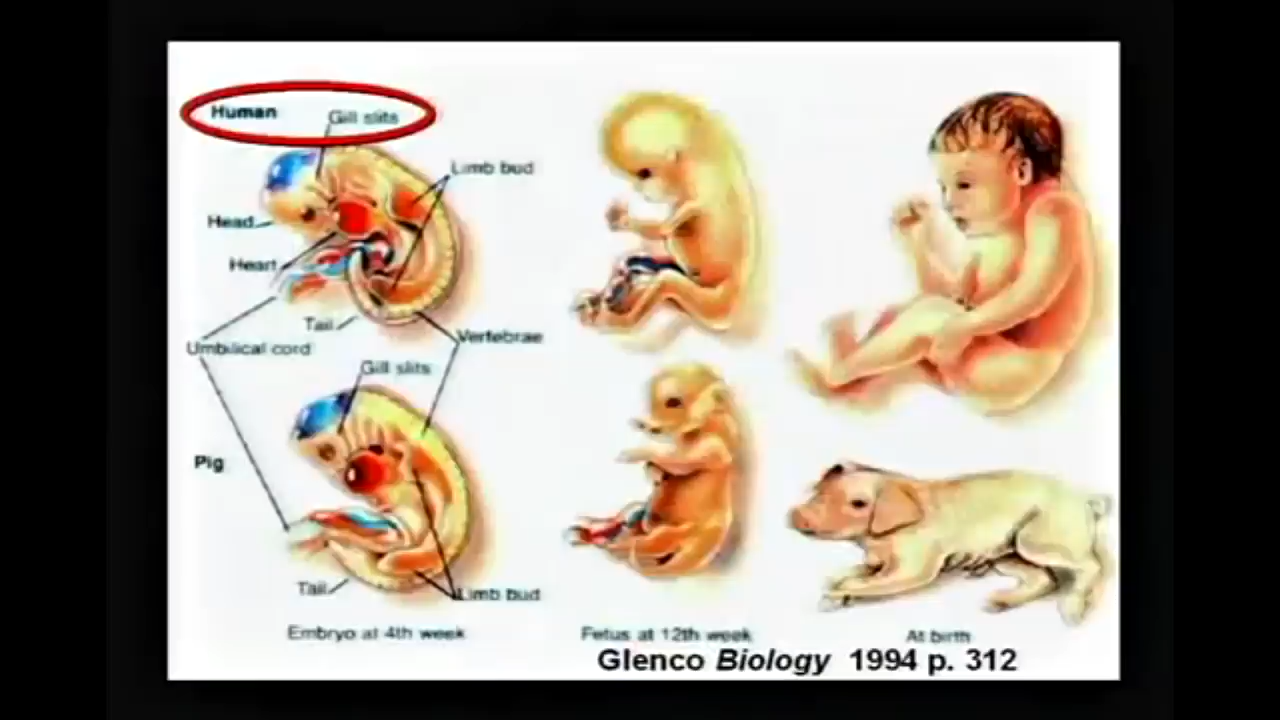 Human
Gill slits
Limb bud
Head
Heart
Tail
Vertebrae
Umbilical cord
Gill slits
Pig
Tail
Limb bud
Embryo at 4th week
Fetus at 12th week
At birth
Glenco Biology 1994 p. 312